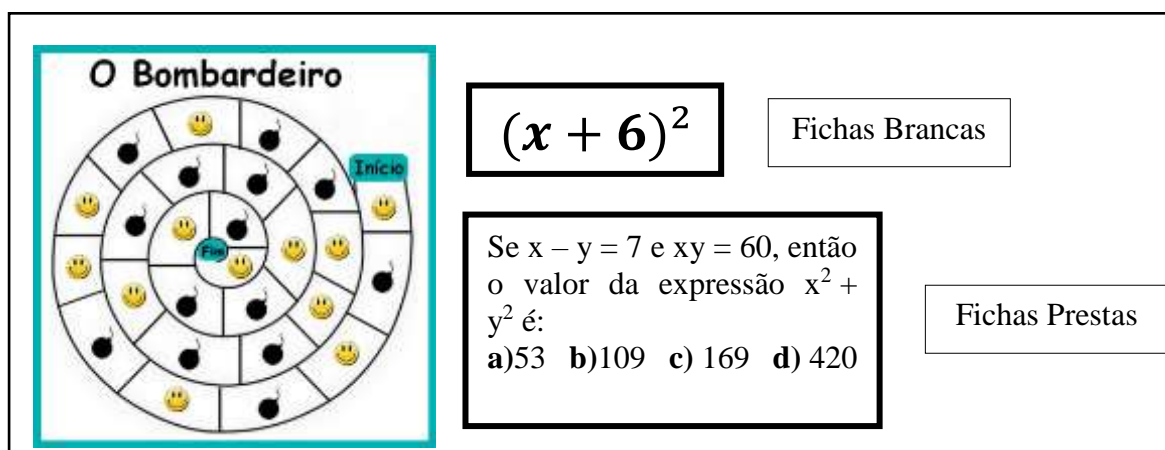 O Bombardeiro
Início
Fim
(x + 6)²
Fichas Brancas
Se x – y = 7 e xy = 60, então
o valor da expressão x² +
y² é:
a)53 b)109 c) 169 d) 420
Fichas Prestas